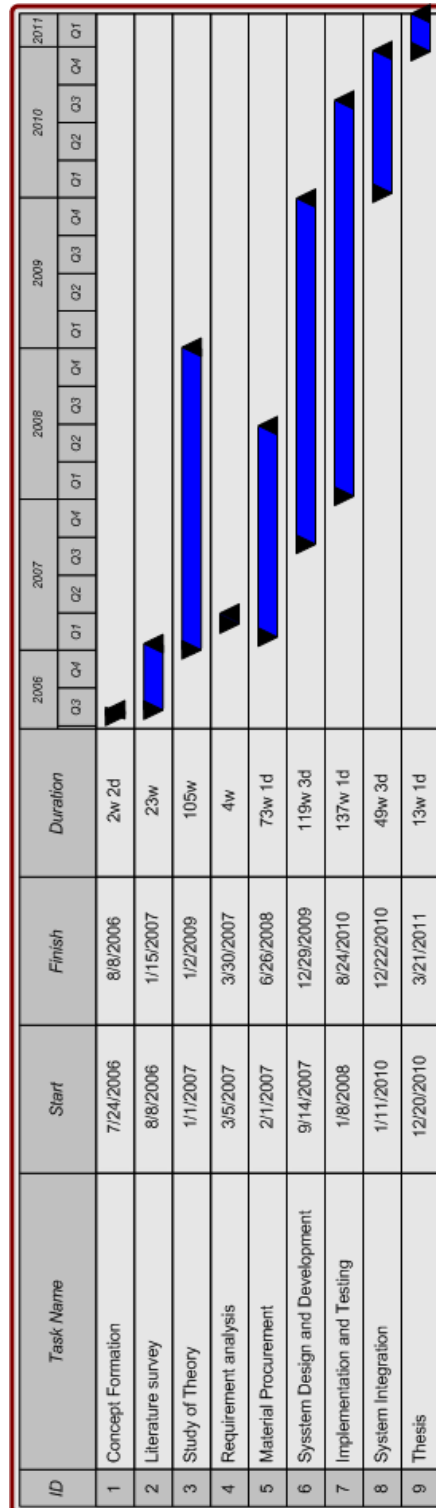 ID Task Name Start Finish Duration 2006 2007 2008 2009 2010 2011
Q3 Q4 Q1 Q2 Q3 Q4 Q1 Q2 Q3 Q4 Q1 Q2 Q3 Q4 Q1 Q2 Q3 Q4 Q1
1 Concept Formation 7/24/2006 8/8/2006 2w 2d
2 Literature survey 8/8/2006 1/15/2007 23w
3 Study of Theory 1/1/2007 1/2/2009 105w
4 Requirement analysis 3/5/2007 3/30/2007 4w
5 Material Procurement 2/1/2007 6/26/2008 73w 1d
6 Sysstem Design and Development 9/14/2007 12/29/2009 119w 3d
7 Implementation and Testing 1/8/2008 8/24/2010 137w 1d
8 System Integration 1/11/2010 12/22/2010 49w 3d
9 Thesis 12/20/2010 3/21/2011 13w 1d